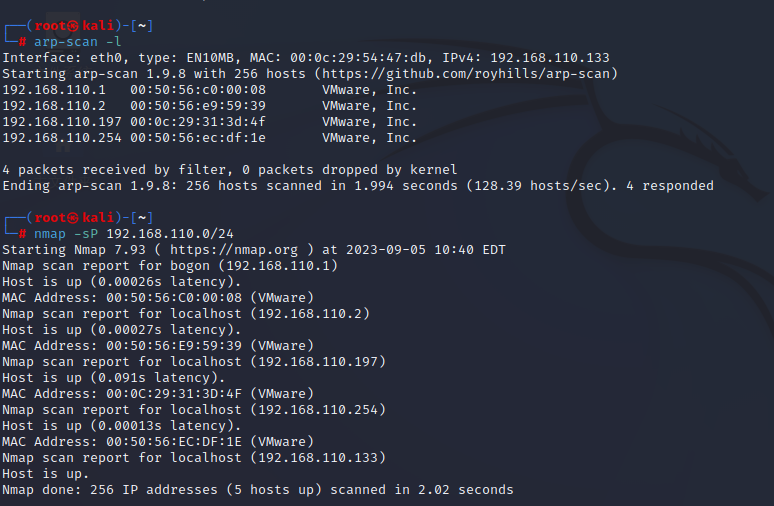 ┌──(root㉿kali)-[~]
└─# arp-scan -l
Interface: eth0, type: EN10MB, MAC: 00:0c:29:54:47:db, IPv4: 192.168.110.133
Starting arp-scan 1.9.8 with 256 hosts (https://github.com/royhills/arp-scan)
192.168.110.1   00:50:56:c0:00:08       VMware, Inc.
192.168.110.2   00:50:56:e9:59:39       VMware, Inc.
192.168.110.197 00:0c:29:31:3d:4f       VMware, Inc.
192.168.110.254 00:50:56:ec:df:1e       VMware, Inc.

4 packets received by filter, 0 packets dropped by kernel
Ending arp-scan 1.9.8: 256 hosts scanned in 1.994 seconds (128.39 hosts/sec). 4 responded

┌──(root㉿kali)-[~]
└─# nmap -sP 192.168.110.0/24
Starting Nmap 7.93 ( https://nmap.org ) at 2023-09-05 10:40 EDT
Nmap scan report for bogon (192.168.110.1)
Host is up (0.00026s latency).
MAC Address: 00:50:56:C0:00:08 (VMware)
Nmap scan report for localhost (192.168.110.2)
Host is up (0.00027s latency).
MAC Address: 00:50:56:E9:59:39 (VMware)
Nmap scan report for localhost (192.168.110.197)
Host is up (0.091s latency).
MAC Address: 00:0C:29:31:3D:4F (VMware)
Nmap scan report for localhost (192.168.110.254)
Host is up (0.00013s latency).
MAC Address: 00:50:56:EC:DF:1E (VMware)
Nmap scan report for localhost (192.168.110.133)
Host is up.
Nmap done: 256 IP addresses (5 hosts up) scanned in 2.02 seconds